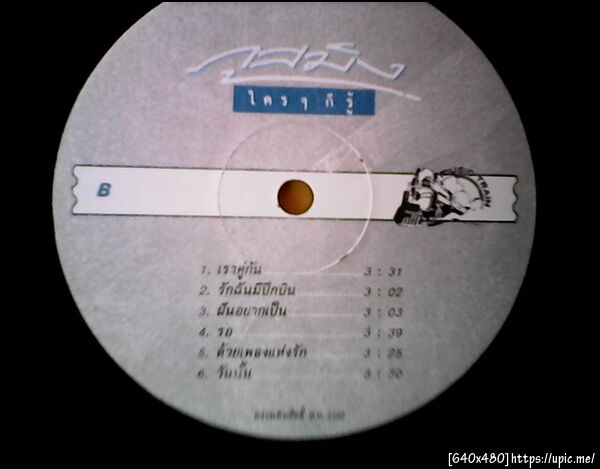 ใครๆ ก็รู้
B
1. เราคู่กัน 3 : 31
2. รักฉันมีปีกบิน 3 : 02
3. ฝันอยากเป็น 3 : 03
4. รอ 3 : 39
5. ด้วยเพลงแห่งรัก 3 : 25
6. วันนั้น 3 : 30
[640x480]https://upic.me/